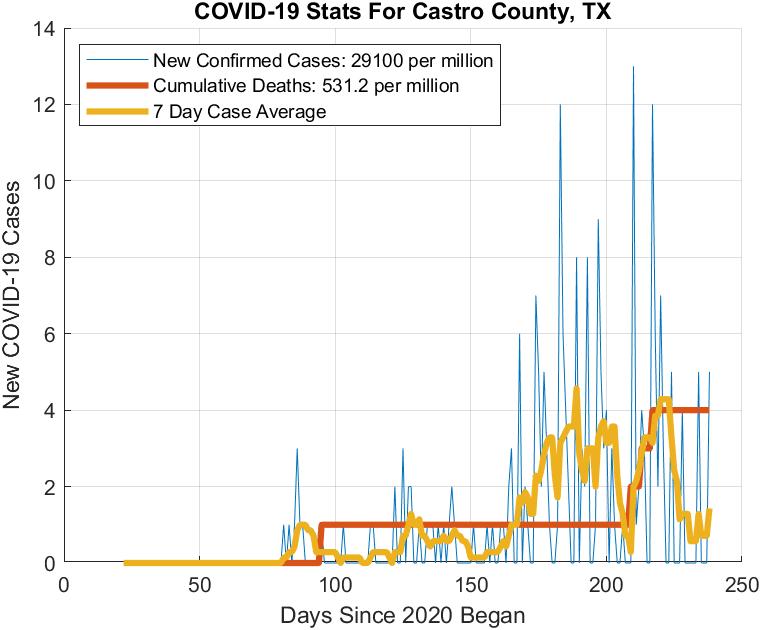 COVID-19 Stats For Castro County, TX
New Confirmed Cases: 29100 per million
Cumulative Deaths: 531.2 per million
7 Day Case Average
New COVID-19 Cases
14
12
10
8
6
4
2
0
0 50 100 150 200 250
Days Since 2020 Began